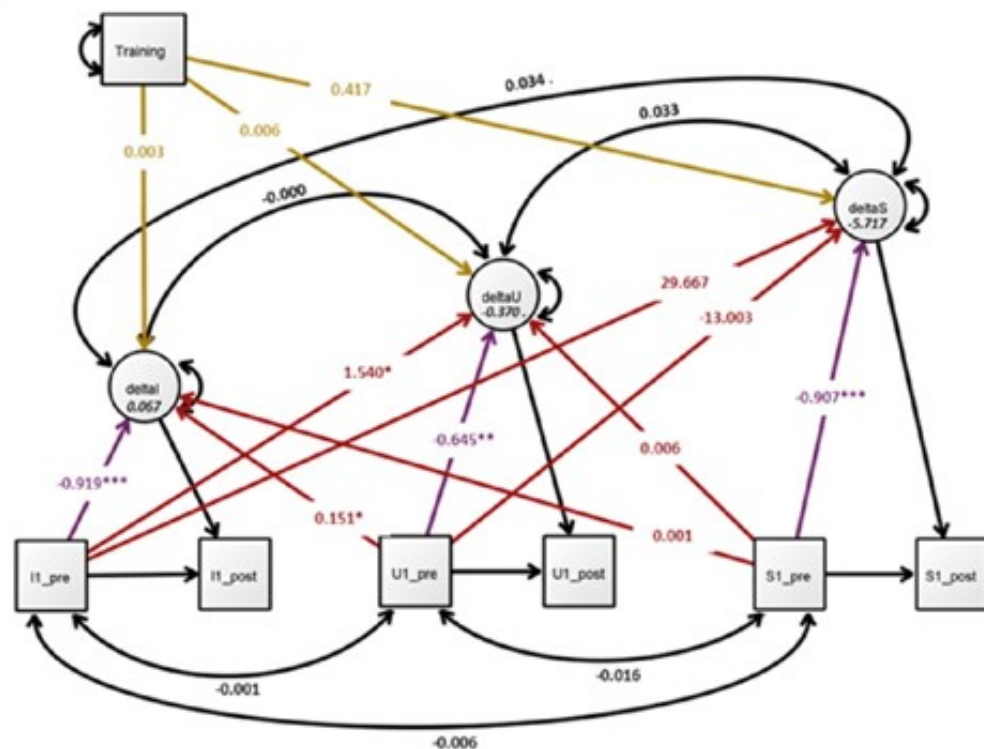 Training
0.034 .
0.417
0.033
0.006
0.003
-0.000
deltaS
-5.717
29.667
deltaU
-0.370 .
-13.003
1.540*
deltaI
0.067
-0.907***
-0.645**
0.006
-0.919***
0.151*
0.001
I1_pre
I1_post
U1_pre
U1_post
S1_pre
S1_post
-0.001
-0.016
-0.006